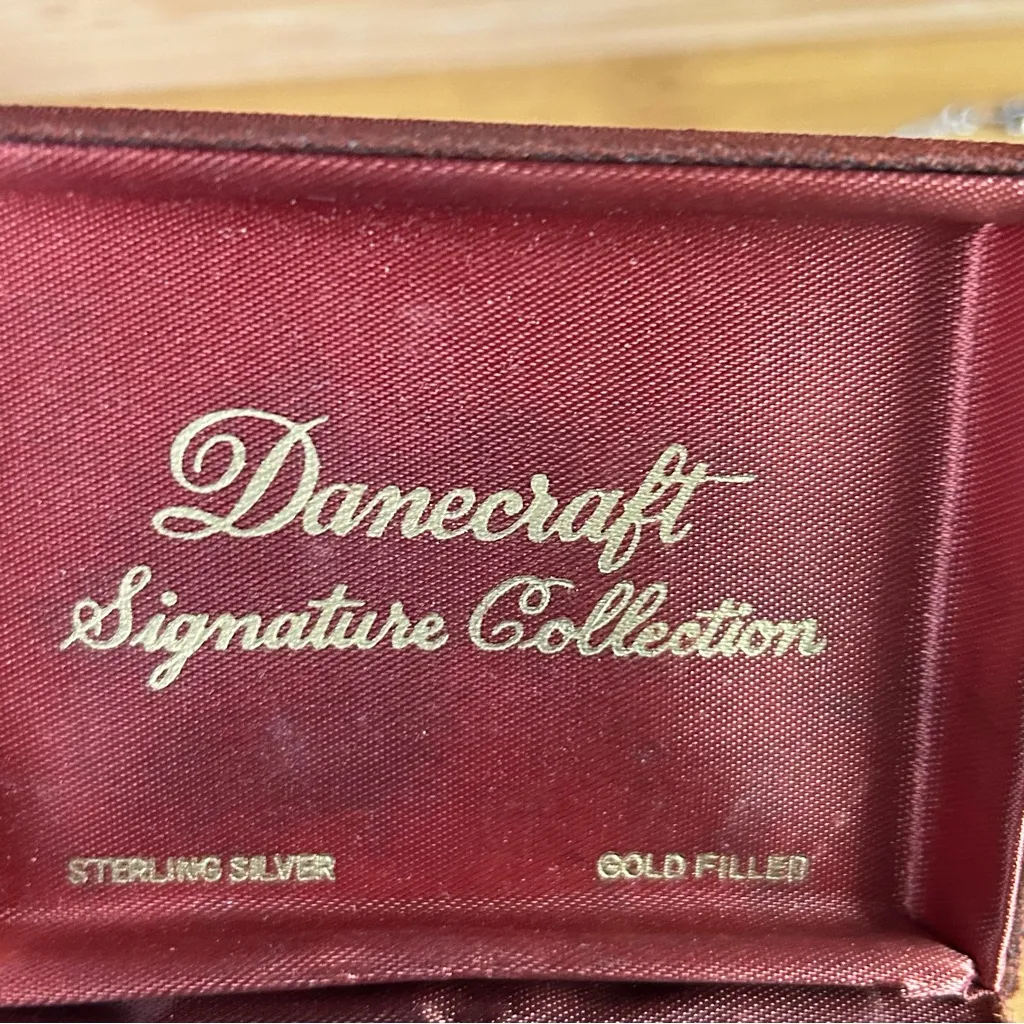 Danecraft
Signature Collection
STERLING SILVER GOLD FILLED